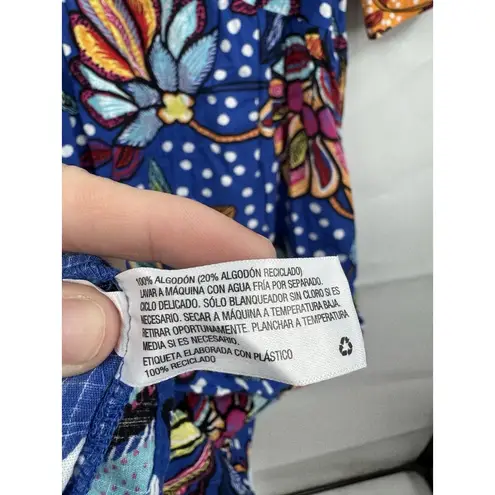 100% ALGODÓN (20% ALGODÓN RECICLADO)
LAVAR A MÁQUINA CON AGUA FRÍA POR SEPARADO.
CICLO DELICADO. SÓLO BLANQUEADOR SIN CLORO SI ES
NECESARIO. SECAR A MÁQUINA A TEMPERATURA BAJA.
RETIRAR OPORTUNAMENTE. PLANCHAR A TEMPERATURA
MEDIA SI ES NECESARIO.
ETIQUETA ELABORADA CON PLÁSTICO
100% RECICLADO